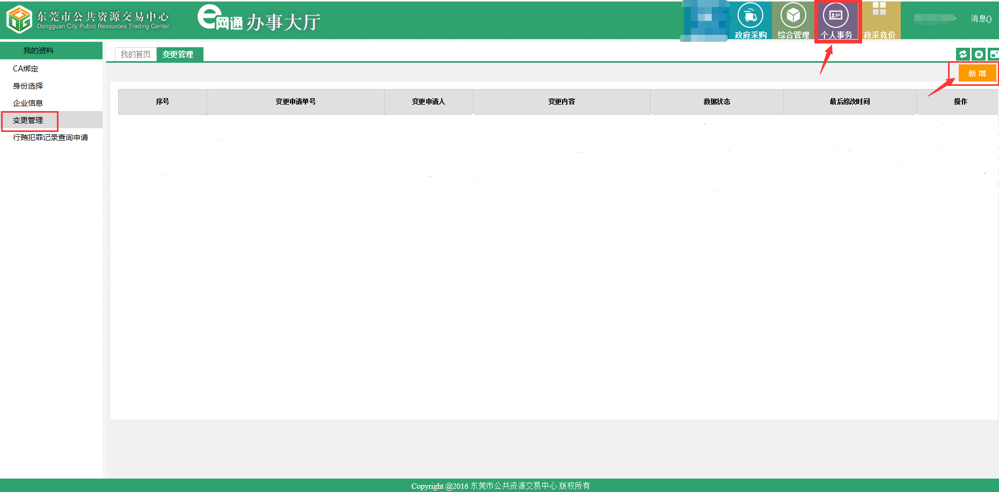 东莞市公共资源交易中心
Dongguan City Public Resources Trading Center
e网通 办事大厅
政府采购
综合管理
个人事务
政采竞价
消息()
我的资料
CA绑定
身份选择
企业信息
变更管理
行贿犯罪记录查询申请
我的首页
变更管理 ×
新 增
序号 变更申请单号 变更申请人 变更内容 数据状态 最后修改时间 操作
Copyright @2016 东莞市公共资源交易中心 版权所有